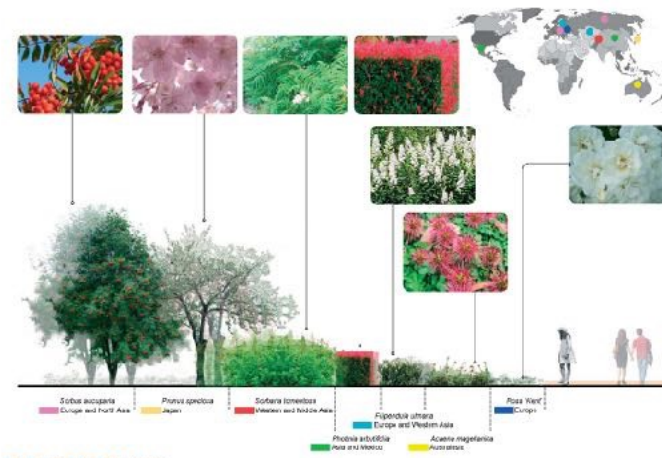 Sorbus aucuparia
Europe and North Asia
Prunus speciosa
Japan
Sorbaria tomentosa
Western and Middle Asia
Filipendula ulmaria
Europe and Western Asia
Photinia arbutifolia
Asia and Mexico
Acaena magellanica
Australasia
Rosa 'Kent'
Europe